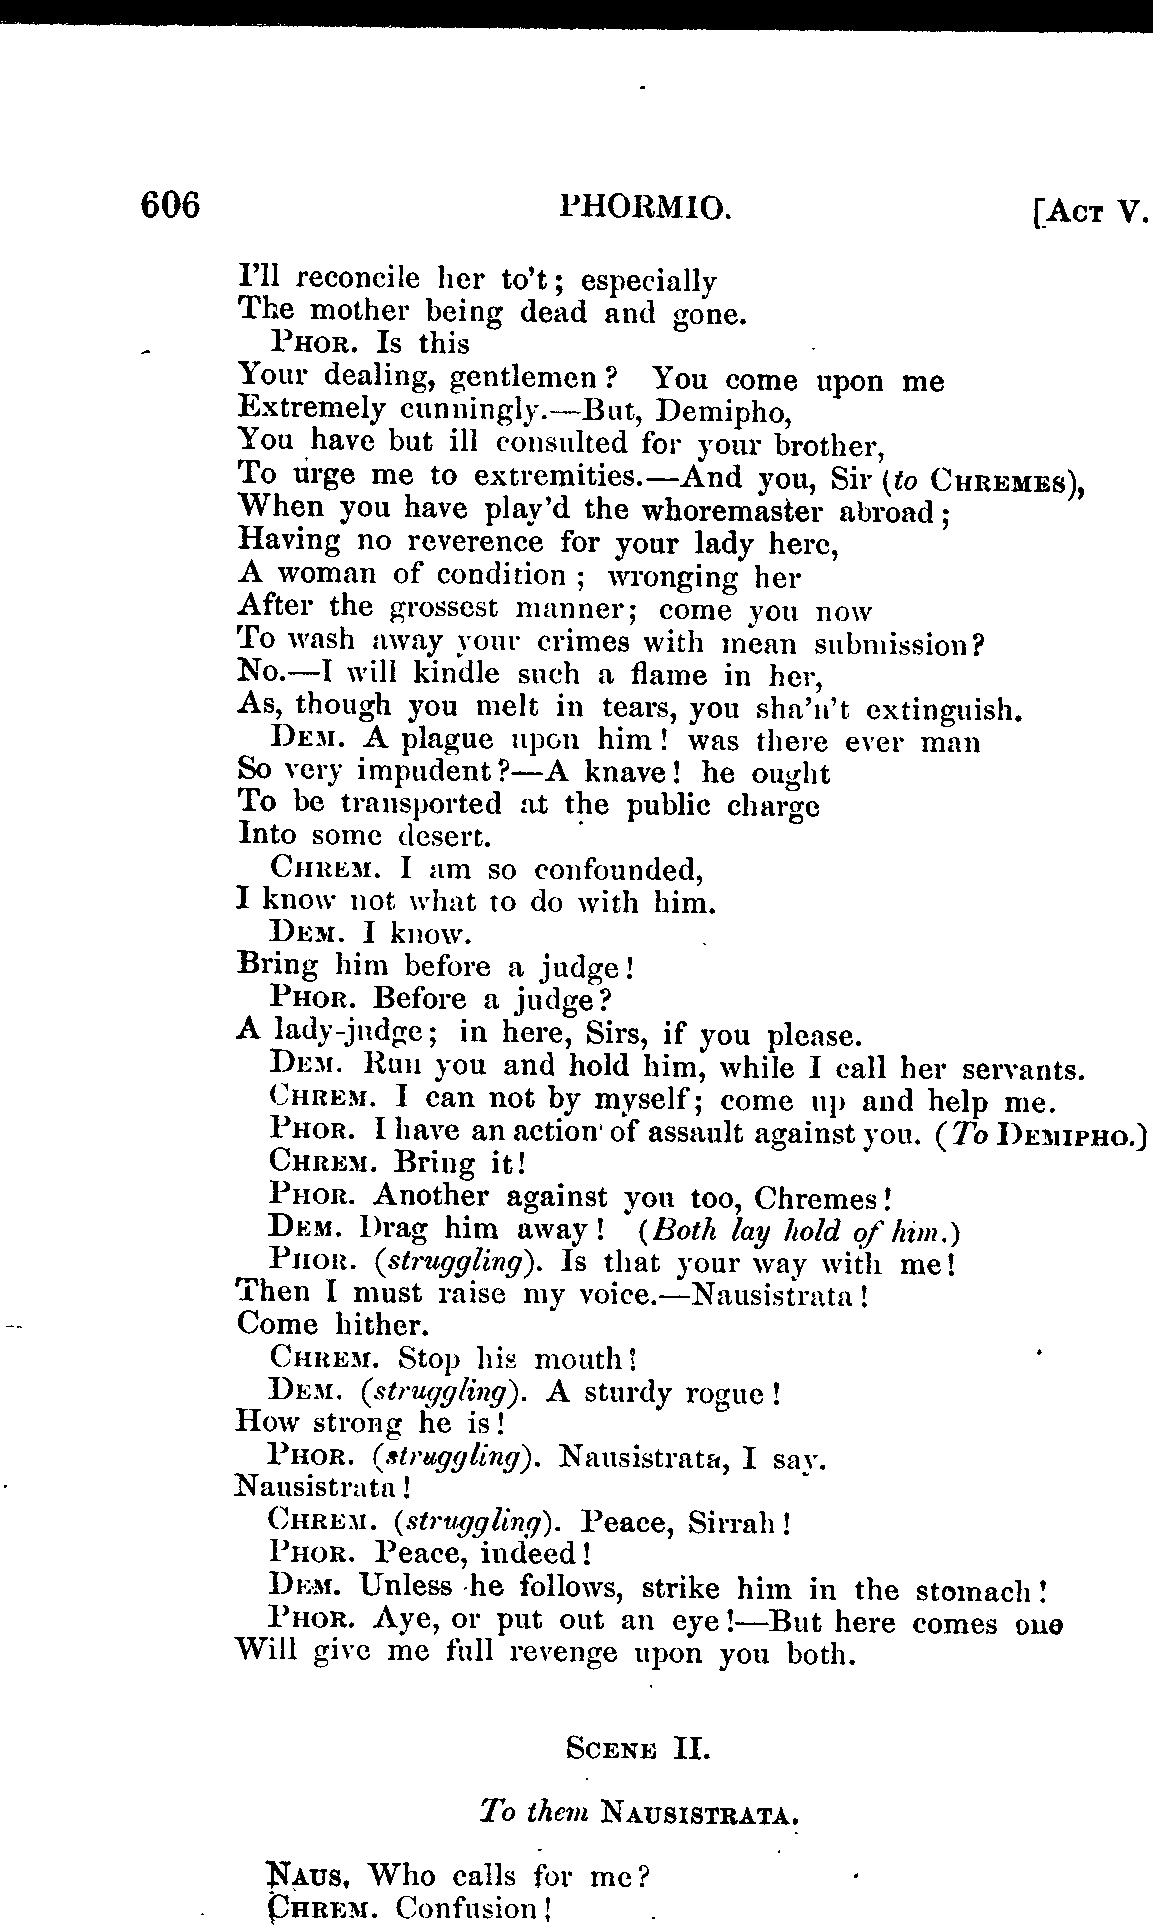 606 PHORMIO. [ACT V.
I'll reconcile her to't; especially
The mother being dead and gone.
PHOR. Is this
Your dealing, gentlemen? You come upon me
Extremely cunningly.—But, Demipho,
You have but ill consulted for your brother,
To urge me to extremities.—And you, Sir (to CHREMES),
When you have play'd the whoremaster abroad;
Having no reverence for your lady here,
A woman of condition; wronging her
After the grossest manner; come you now
To wash away your crimes with mean submission?
No.—I will kindle such a flame in her,
As, though you melt in tears, you sha'n't extinguish.
DEM. A plague upon him! was there ever man
So very impudent?—A knave! he ought
To be transported at the public charge
Into some desert.
CHREM. I am so confounded,
I know not what to do with him.
DEM. I know.
Bring him before a judge!
PHOR. Before a judge?
A lady-judge; in here, Sirs, if you please.
DEM. Run you and hold him, while I call her servants.
CHREM. I can not by myself; come up and help me.
PHOR. I have an action of assault against you. (To DEMIPHO.)
CHREM. Bring it!
PHOR. Another against you too, Chremes!
DEM. Drag him away! (Both lay hold of him.)
PHOR. (struggling). Is that your way with me!
Then I must raise my voice.—Nausistrata!
Come hither.
CHREM. Stop his mouth!
DEM. (struggling). A sturdy rogue!
How strong he is!
PHOR. (struggling). Nausistrata, I say.
Nausistrata!
CHREM. (struggling). Peace, Sirrah!
PHOR. Peace, indeed!
DEM. Unless he follows, strike him in the stomach!
PHOR. Aye, or put out an eye!—But here comes one
Will give me full revenge upon you both.
SCENE II.
To them NAUSISTRATA.
NAUS. Who calls for me?
CHREM. Confusion!